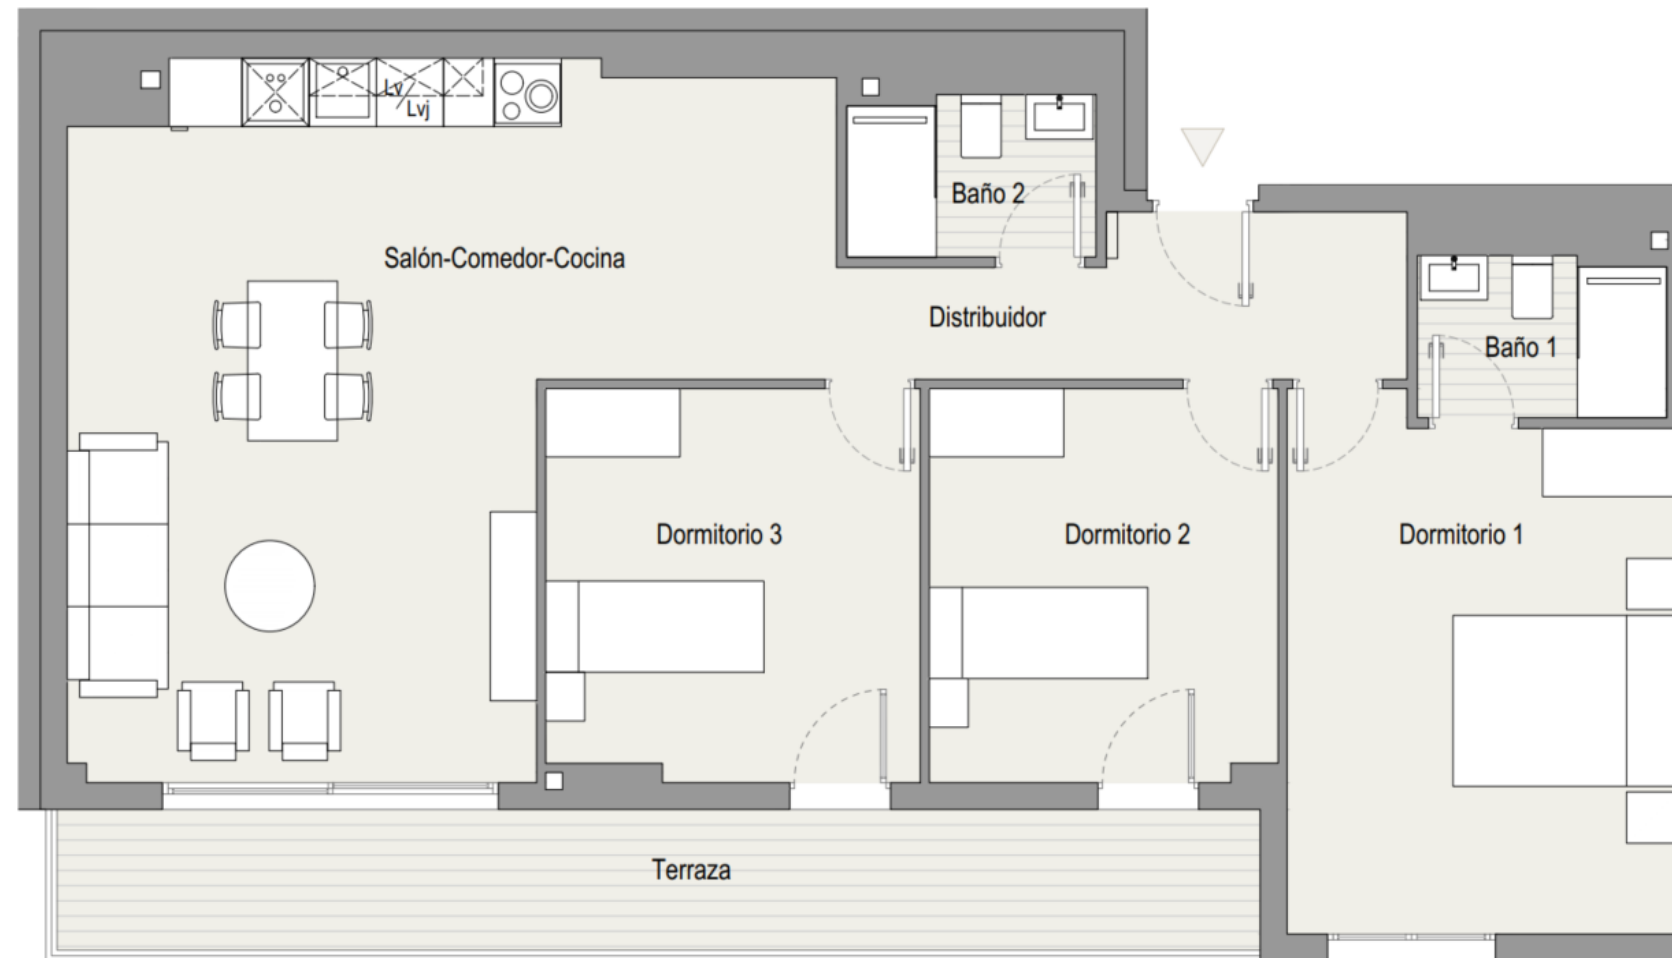 Lv
Lvj
Baño 2
Salón-Comedor-Cocina
Distribuidor
Baño 1
Dormitorio 3
Dormitorio 2
Dormitorio 1
Terraza